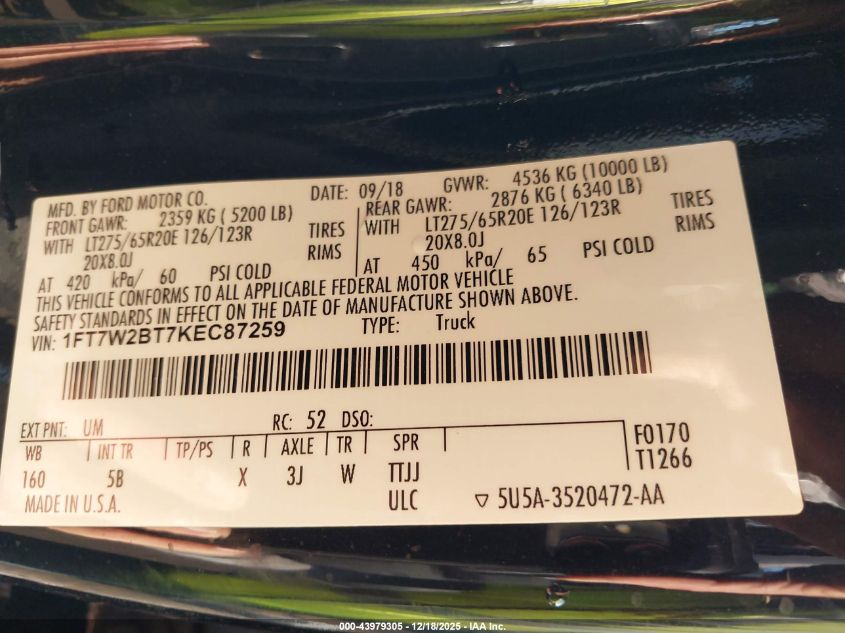 MFD. BY FORD MOTOR CO.
DATE: 09/18 GVWR: 4536 KG (10000 LB)
FRONT GAWR: 2359 KG ( 5200 LB)
REAR GAWR: 2876 KG ( 6340 LB)
WITH LT275/65R20E 126/123R TIRES
WITH LT275/65R20E 126/123R TIRES
20X8.0J RIMS
20X8.0J RIMS
AT 420 kPa/ 60 PSI COLD
AT 450 kPa/ 65 PSI COLD
THIS VEHICLE CONFORMS TO ALL APPLICABLE FEDERAL MOTOR VEHICLE
SAFETY STANDARDS IN EFFECT ON THE DATE OF MANUFACTURE SHOWN ABOVE.
VIN: 1FT7W2BT7KEC87259 TYPE: Truck
EXT PNT: UM RC: 52 DSO:
WB INT TR TP/PS R AXLE TR SPR F0170
160 5B X 3J W TTJJ T1266
MADE IN U.S.A. ULC ▽ 5U5A-3520472-AA
000-43979305 - 12/18/2025 - IAA Inc.